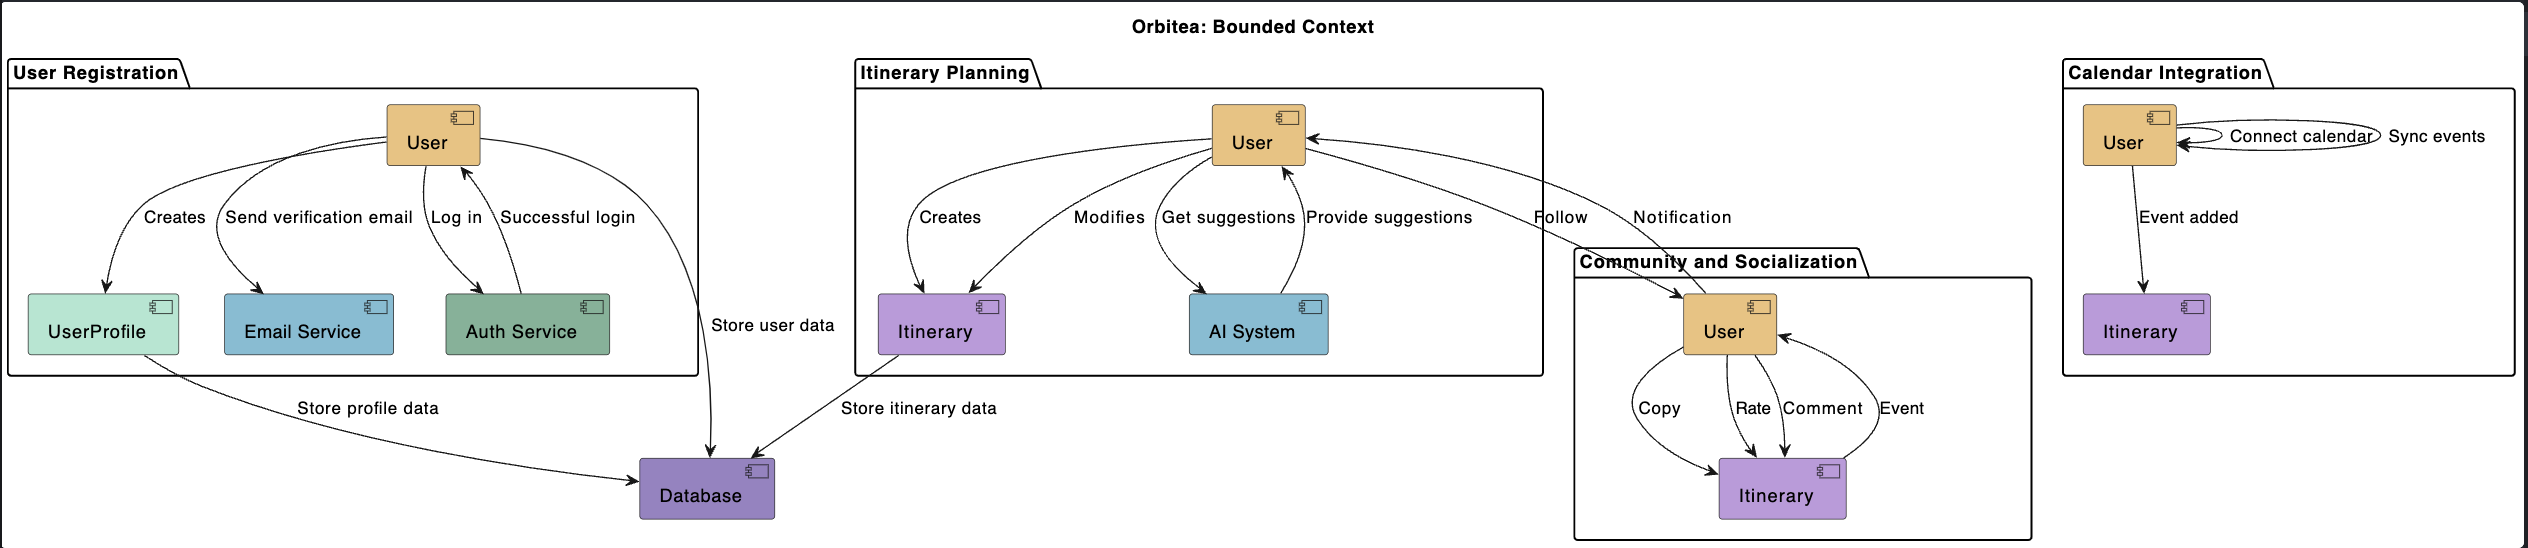 Orbitea: Bounded Context
User Registration
User
Creates
Send verification email
Log in
Successful login
UserProfile
Email Service
Auth Service
Store user data
Store profile data
Database
Itinerary Planning
User
Creates
Modifies
Get suggestions
Provide suggestions
Itinerary
AI System
Store itinerary data
Follow
Notification
Community and Socialization
User
Copy
Rate
Comment
Event
Itinerary
Calendar Integration
User
Connect calendar
Sync events
Event added
Itinerary